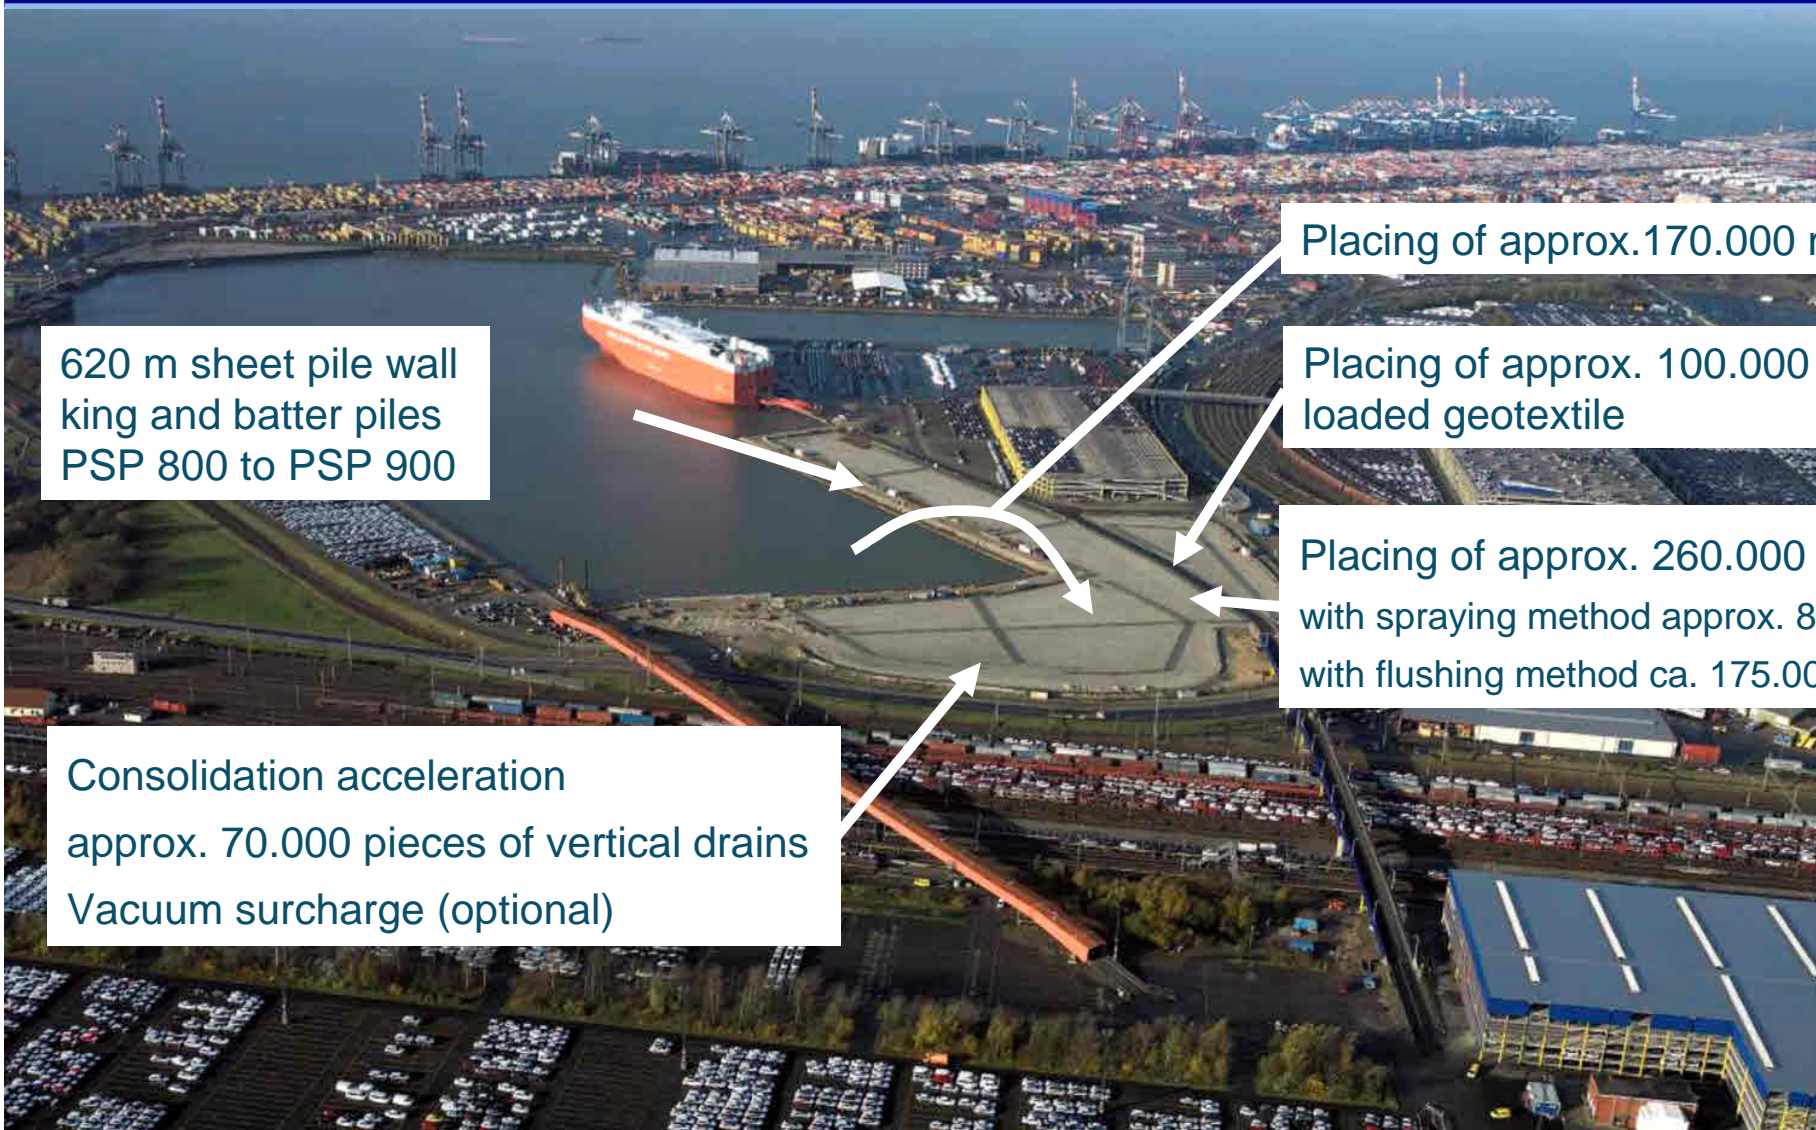 620 m sheet pile wall
king and batter piles
PSP 800 to PSP 900
Placing of approx.170.000
Placing of approx. 100.000
loaded geotextile
Placing of approx. 260.000
with spraying method approx.
with flushing method ca.
Consolidation acceleration
approx. 70.000 pieces of vertical drains
Vacuum surcharge (optional)